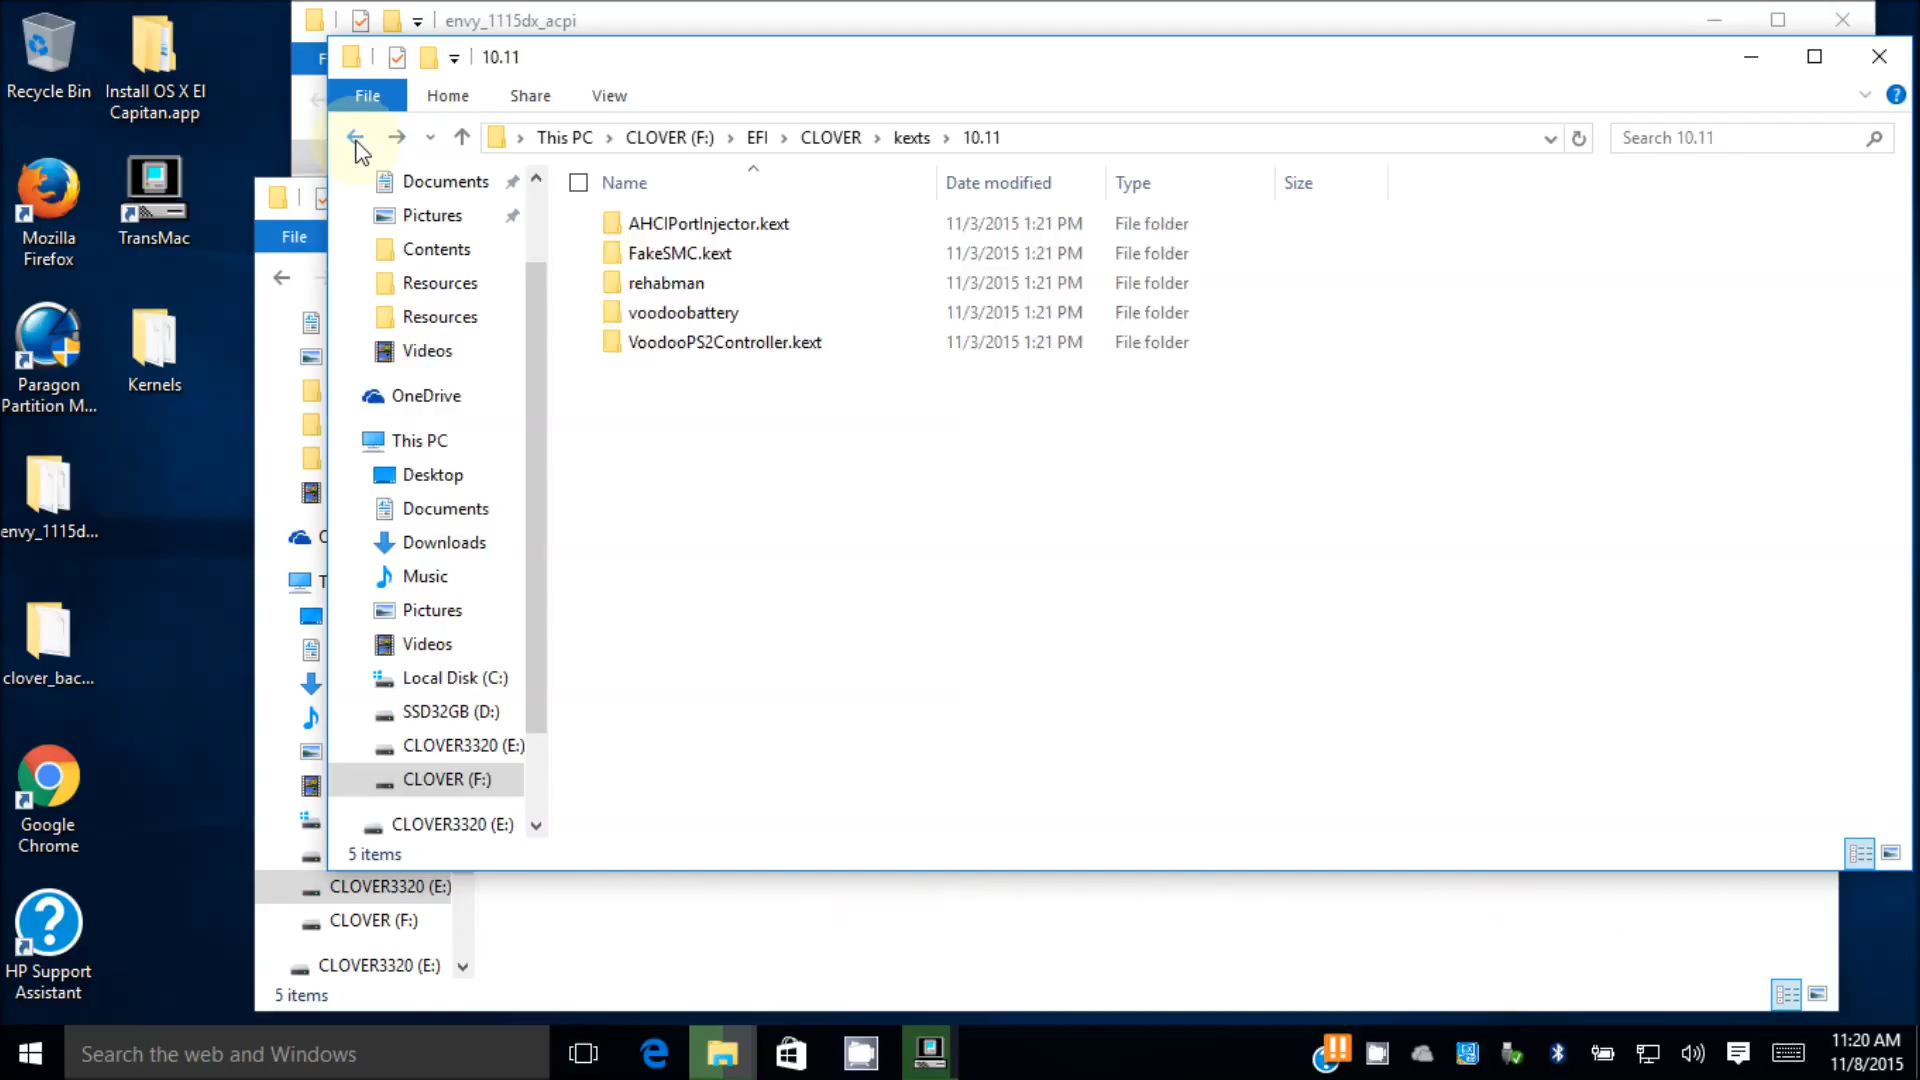 envy_1115dx_acpi
10.11
File
Home
Share
View
This PC
CLOVER (F:)
EFI
CLOVER
kexts
10.11
Search 10.11
Name
Date modified
Type
Size
AHCIPortInjector.kext
11/3/2015 1:21 PM
File folder
FakeSMC.kext
11/3/2015 1:21 PM
File folder
rehabman
11/3/2015 1:21 PM
File folder
voodoobattery
11/3/2015 1:21 PM
File folder
VoodooPS2Controller.kext
11/3/2015 1:21 PM
File folder
Documents
Pictures
Contents
Resources
Resources
Videos
OneDrive
This PC
Desktop
Documents
Downloads
Music
Pictures
Videos
Local Disk (C:)
SSD32GB (D:)
CLOVER3320 (E:)
CLOVER (F:)
CLOVER3320 (E:)
5 items
File
CLOVER3320 (E:)
CLOVER (F:)
CLOVER3320 (E:)
5 items
Recycle Bin
Install OS X El
Capitan.app
Mozilla
Firefox
TransMac
Paragon
Partition M...
Kernels
envy_1115d...
clover_bac...
Google
Chrome
HP Support
Assistant
Search the web and Windows
11:20 AM
11/8/2015